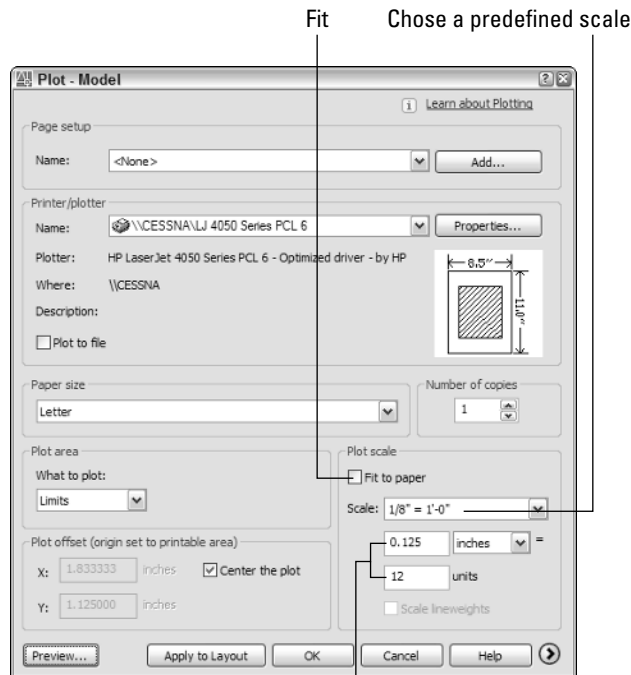 Fit Chose a predefined scale
Plot - Model
i Learn about Plotting
Page setup
Name: <None> Add...
Printer/plotter
Name: \\CESSNA\LJ 4050 Series PCL 6 Properties...
Plotter: HP LaserJet 4050 Series PCL 6 - Optimized driver - by HP
Where: \\CESSNA
Description:
Plot to file
8.5"
11.0"
Paper size
Letter
Number of copies
1
Plot area
What to plot:
Limits
Plot scale
Fit to paper
Scale: 1/8" = 1'-0"
0.125 inches =
12 units
Scale lineweights
Plot offset (origin set to printable area)
X: 1.833333 inches Center the plot
Y: 1.125000 inches
Preview... Apply to Layout OK Cancel Help